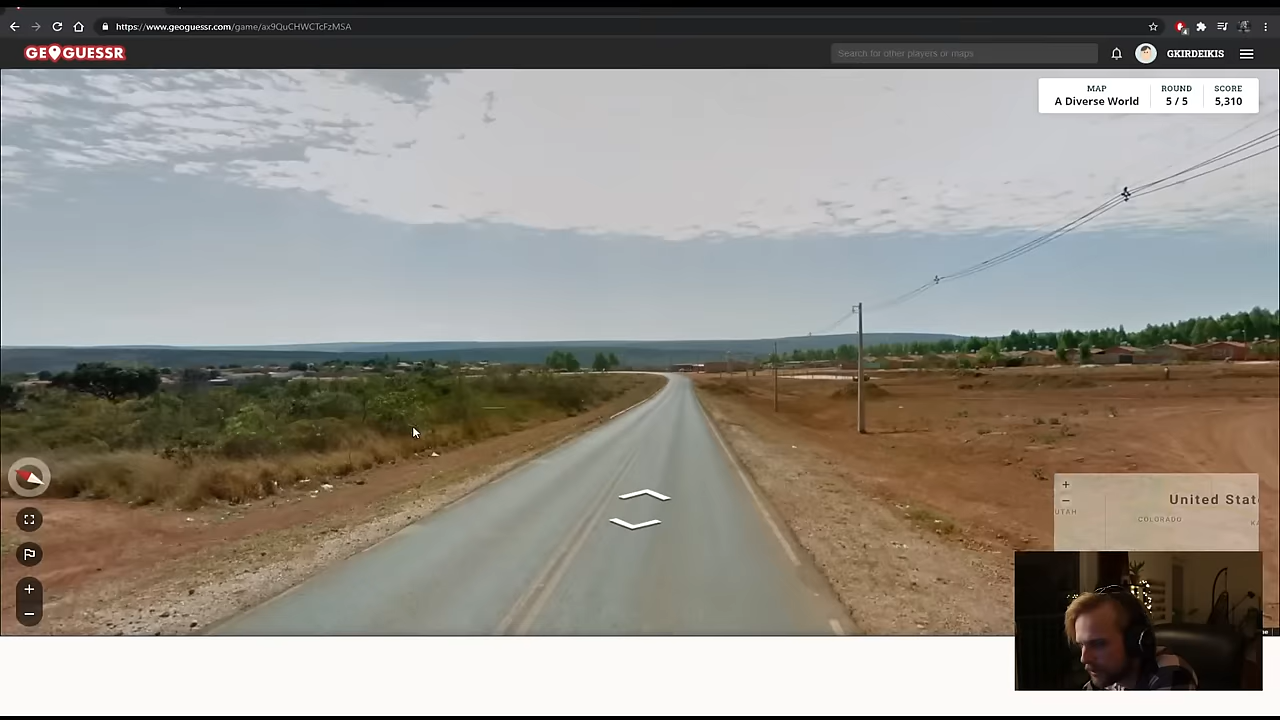 https://www.geoguessr.com/game/ax9QuCHWCTcFzMSA
GEOGUESSR
Search for other players or maps
GKIRDEIKIS
MAP
ROUND
SCORE
A Diverse World
5 / 5
5,310
United Stat
UTAH
COLORADO